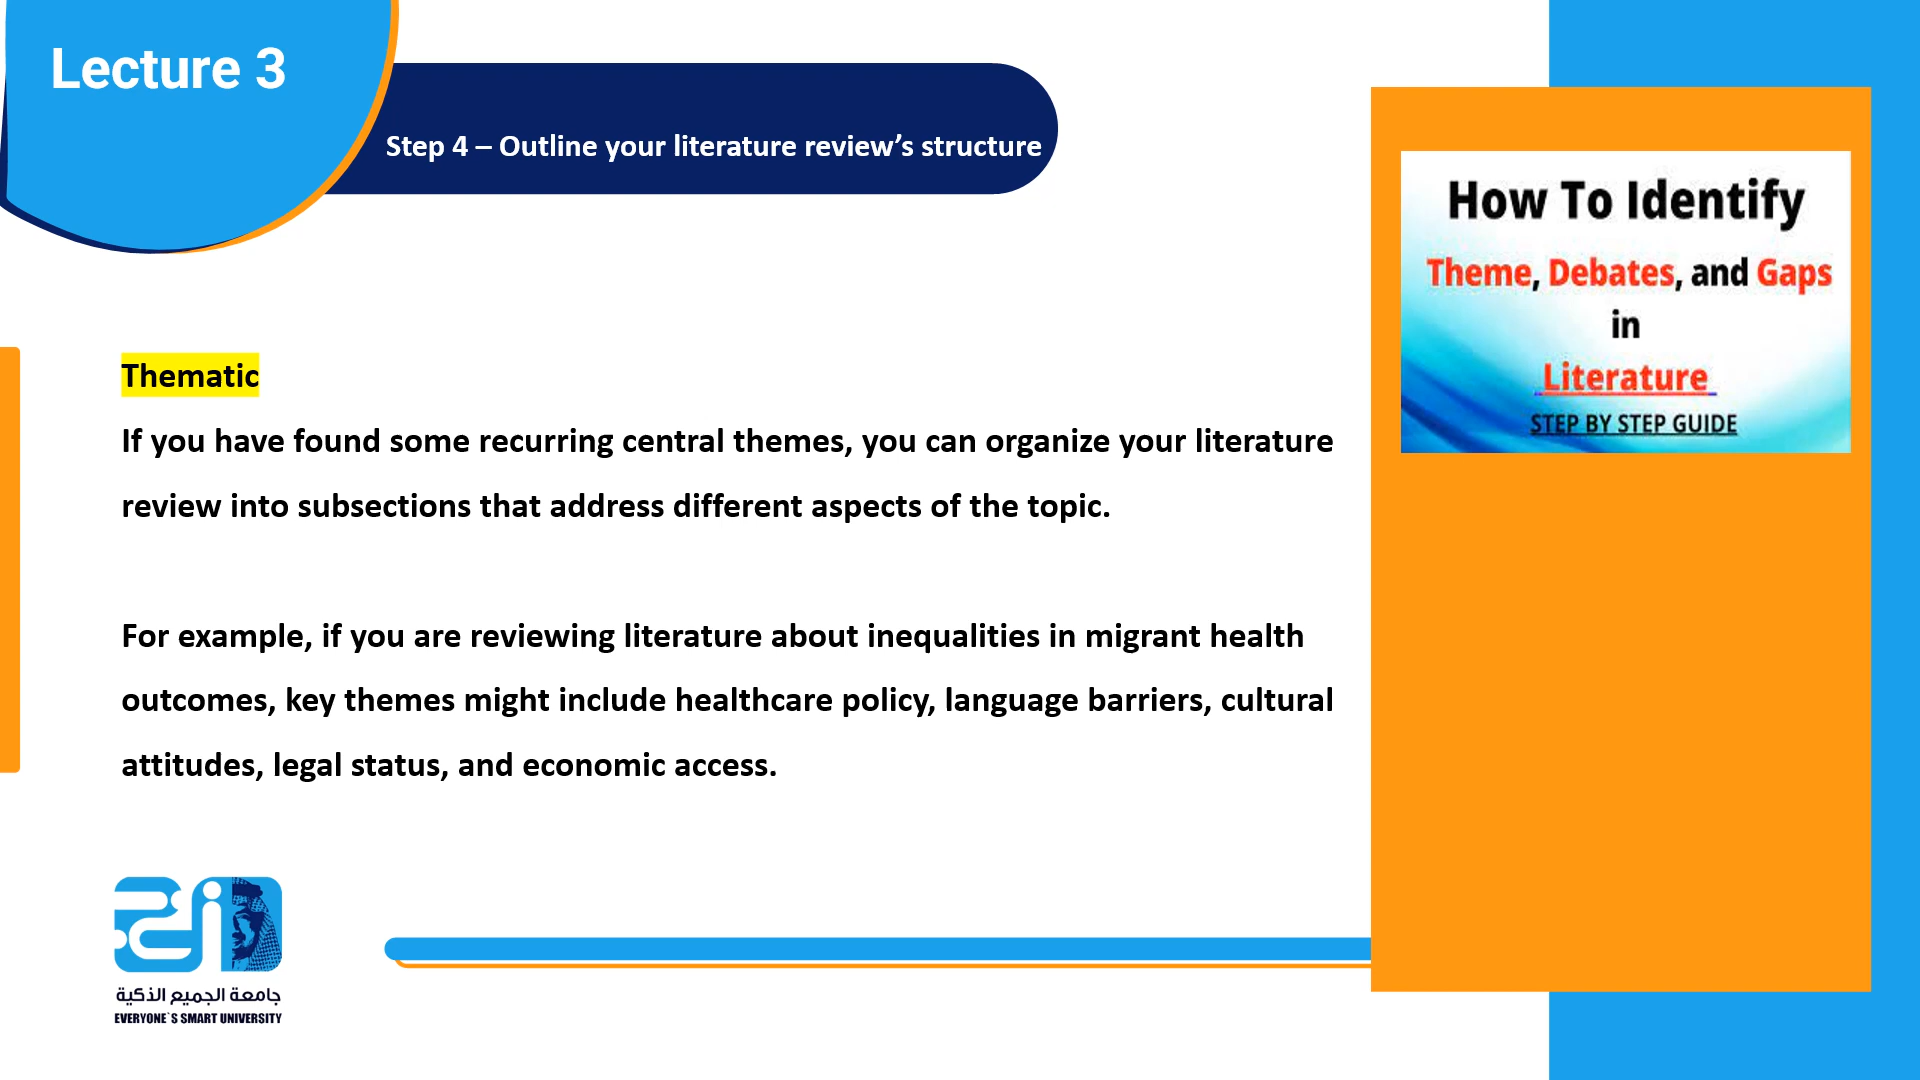 Lecture 3
Step 4 – Outline your literature review’s structure
How To Identify
Theme, Debates, and Gaps
in
Literature
STEP BY STEP GUIDE
Thematic
If you have found some recurring central themes, you can organize your literature
review into subsections that address different aspects of the topic.
For example, if you are reviewing literature about inequalities in migrant health
outcomes, key themes might include healthcare policy, language barriers, cultural
attitudes, legal status, and economic access.
جامعة الجميع الذكية
EVERYONE`S SMART UNIVERSITY